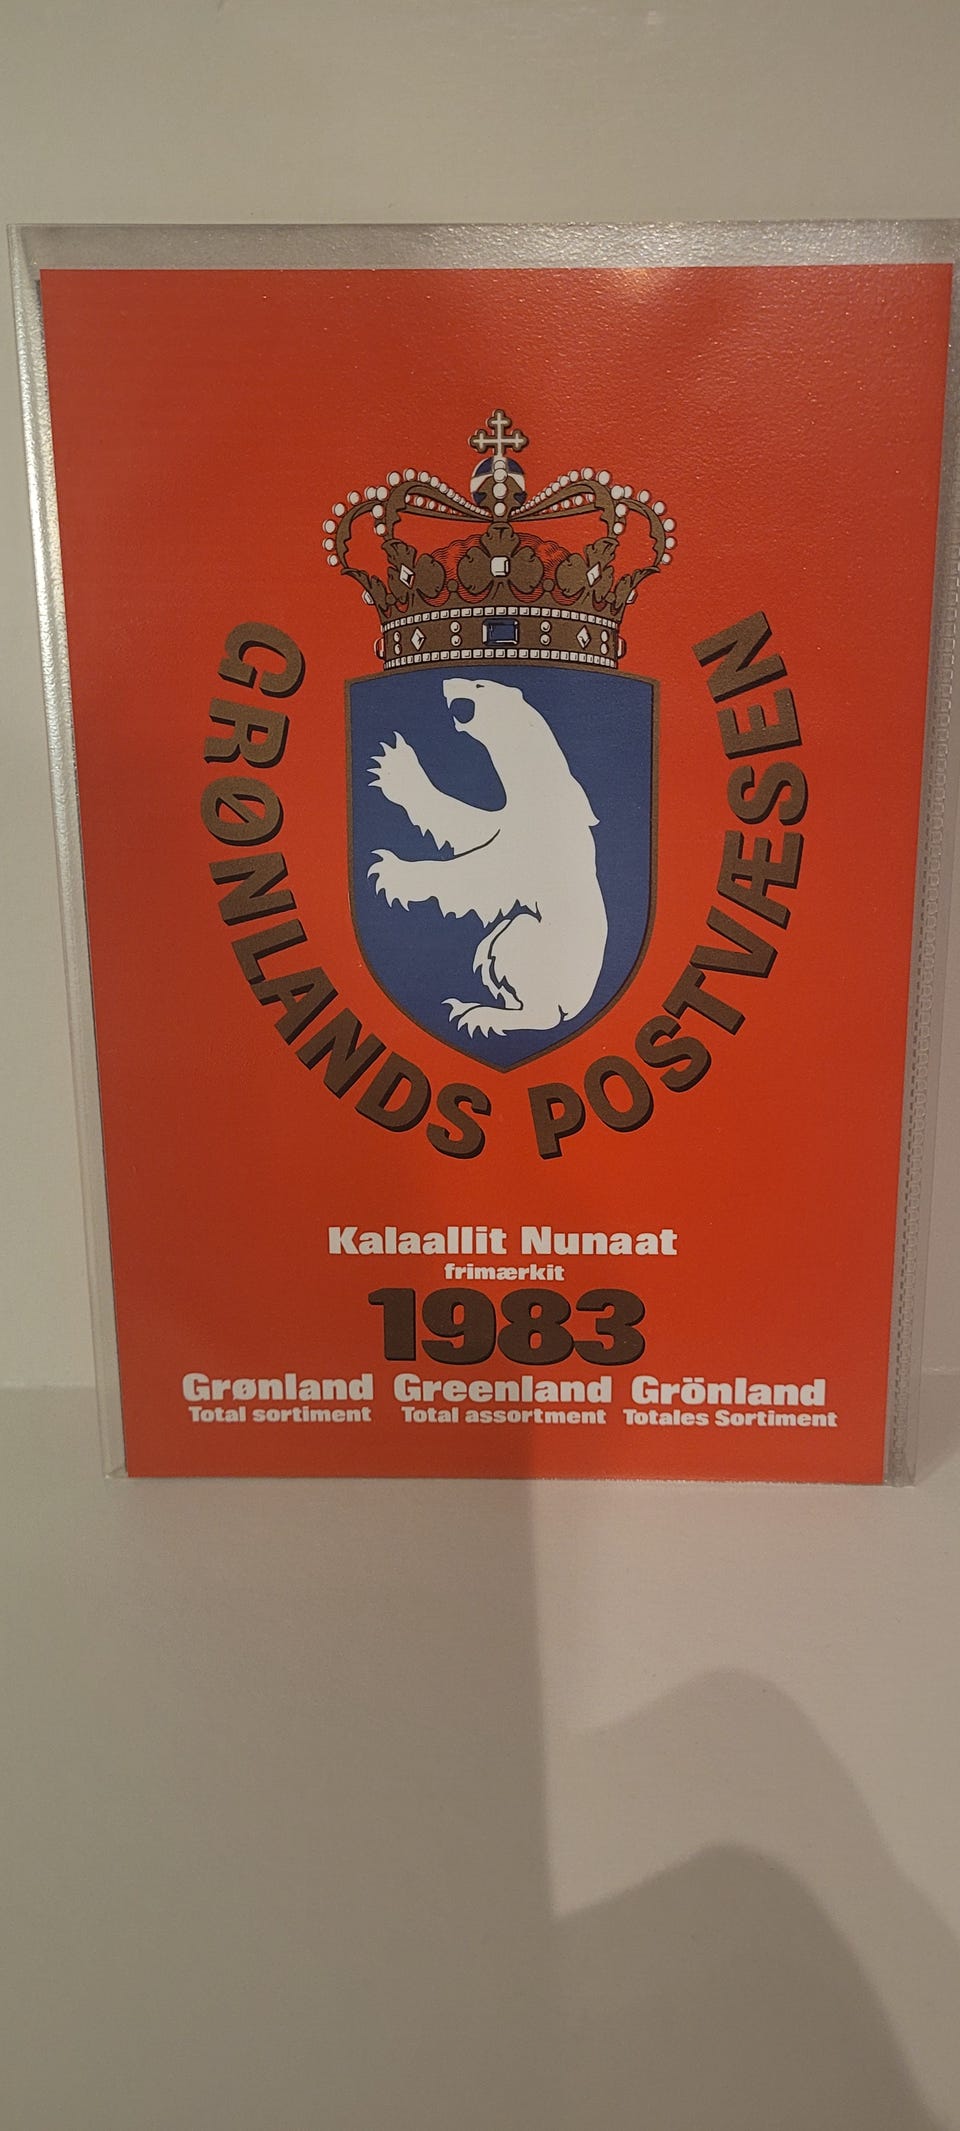 GRØNLANDS POSTVÆSEN
Kalaallit Nunaat
frimærkit
1983
Grønland Greenland Grönland
Total sortiment Total assortment Totales Sortiment